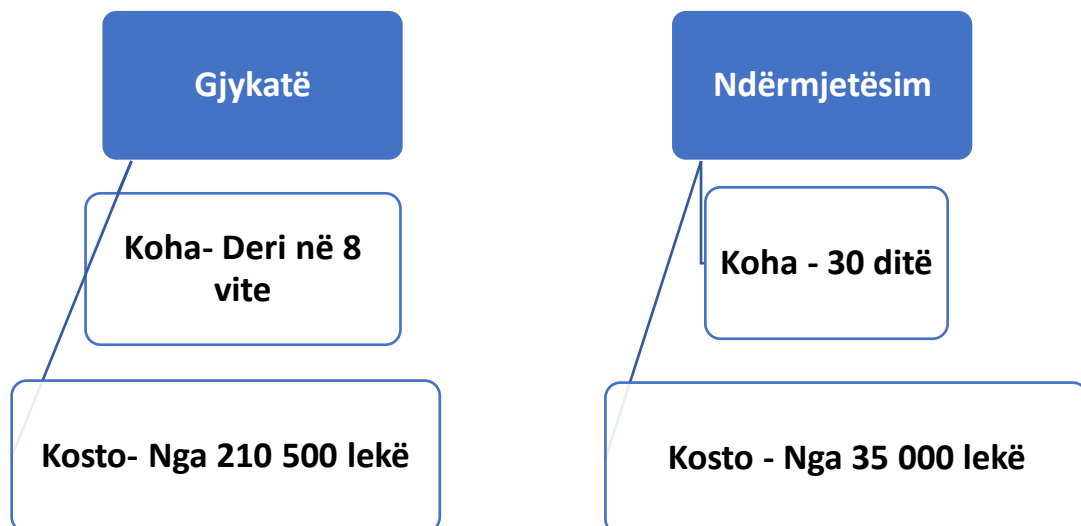 Gjykatë
Koha- Deri në 8
vite
Kosto- Nga 210 500 lekë
Ndërmjetësim
Koha - 30 ditë
Kosto - Nga 35 000 lekë